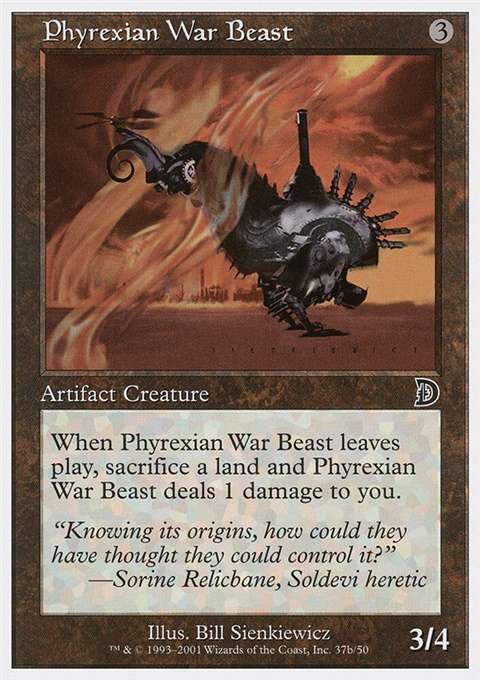 Phyrexian War Beast
3
SIENKIEWICZ
Artifact Creature
When Phyrexian War Beast leaves
play, sacrifice a land and Phyrexian
War Beast deals 1 damage to you.
“Knowing its origins, how could they
have thought they could control it?”
—Sorine Relicbane, Soldevi heretic
Illus. Bill Sienkiewicz
3/4
™ & © 1993–2001 Wizards of the Coast, Inc. 37b/50